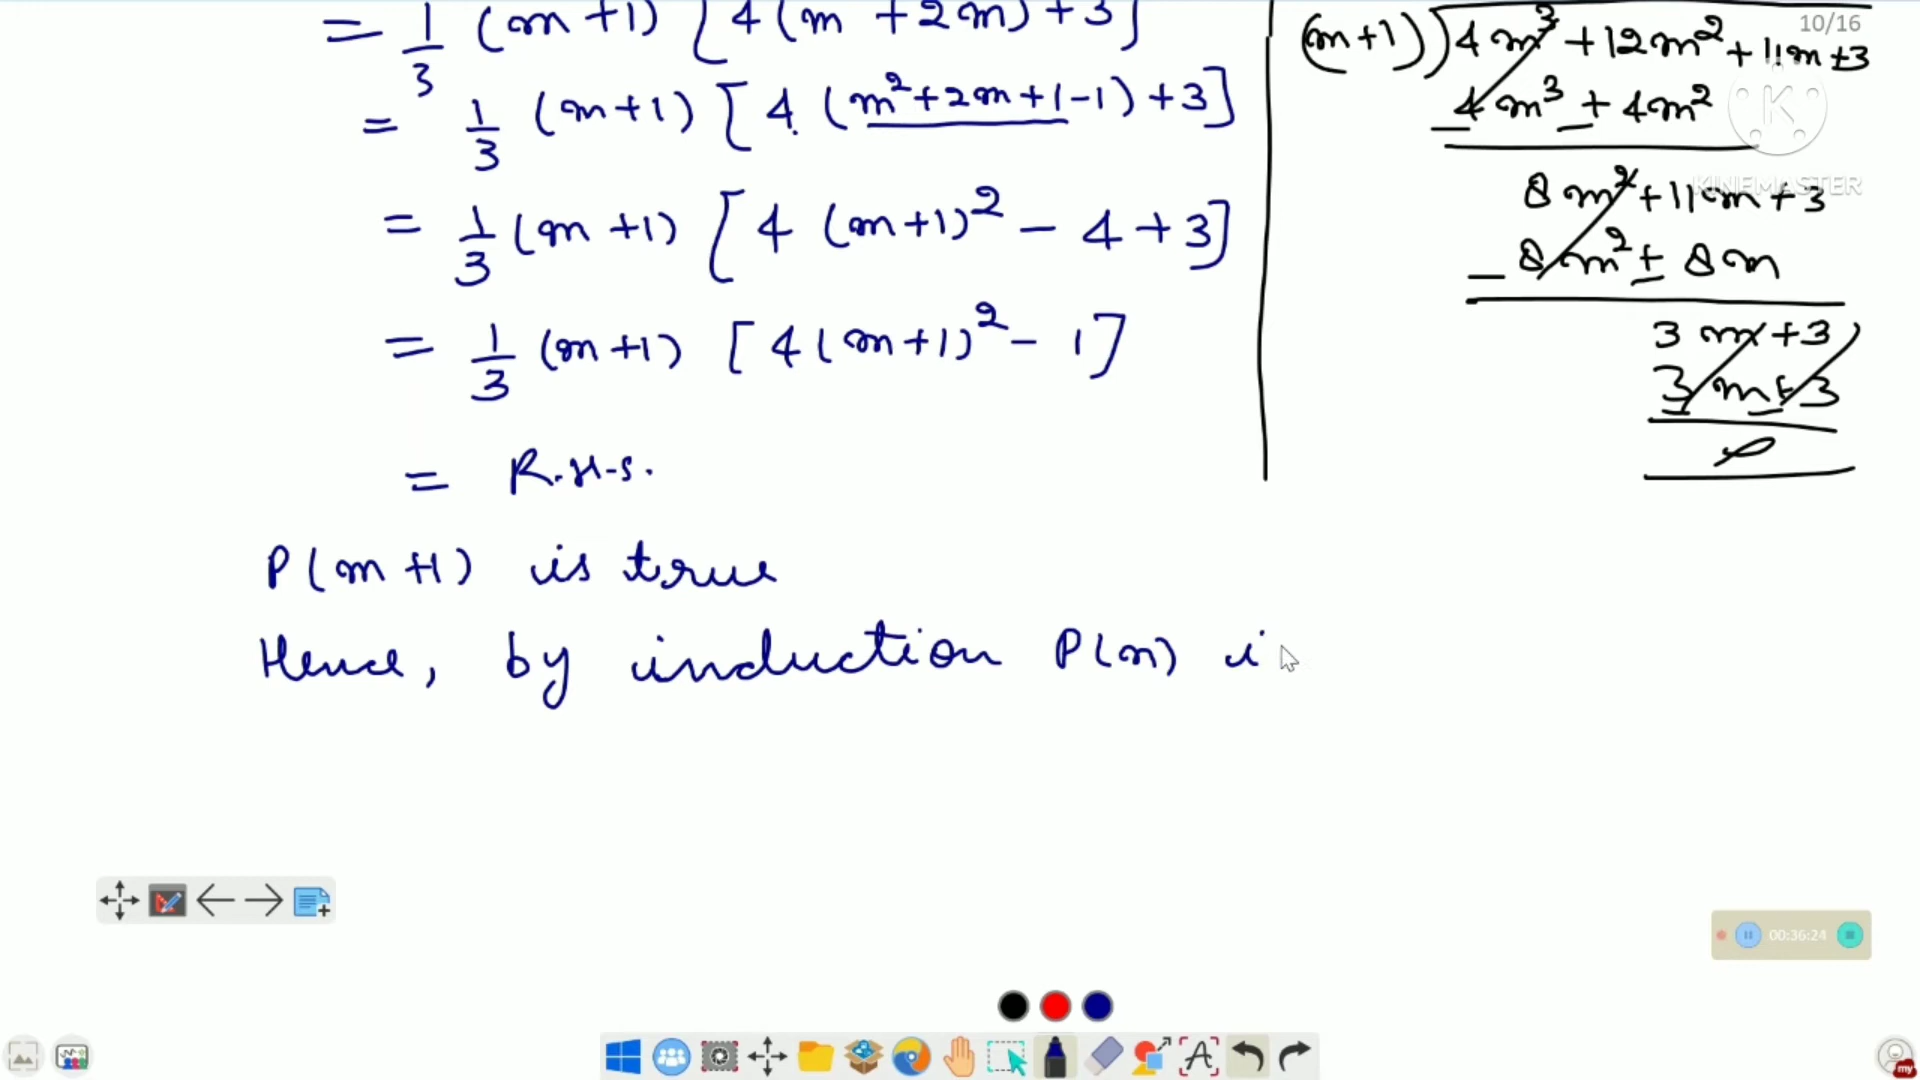 = 1/3 (m+1) [4(m +2m)+3]
= 1/3 (m+1) [4(m²+2m+1-1)+3]
= 1/3 (m+1) [4(m+1)² - 4+3]
= 1/3 (m+1) [4(m+1)² - 1]
= R.H.S.
P(m+1) is true
Hence, by induction P(n) i
(m+1))4m³+12m²+11m+3
4m³+4m²
8m²+11m+3
- 8m²+8m
3m+3
3m+3
0
10/16
KINEMASTER
00:36:24
my